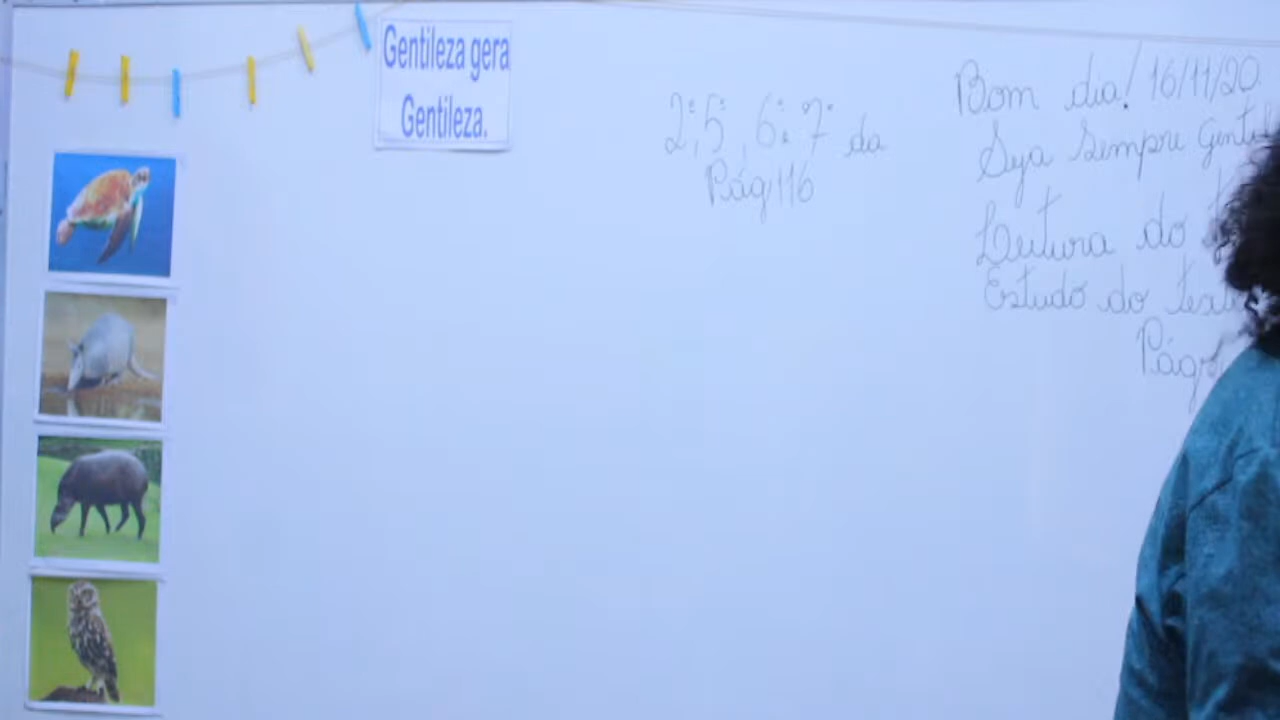 Gentileza gera
Gentileza.
2ª, 5ª, 6ª e 7ª da
Pág 116
Bom dia! 16/11/20
Seja sempre
Leitura do
Estudo do
Pág